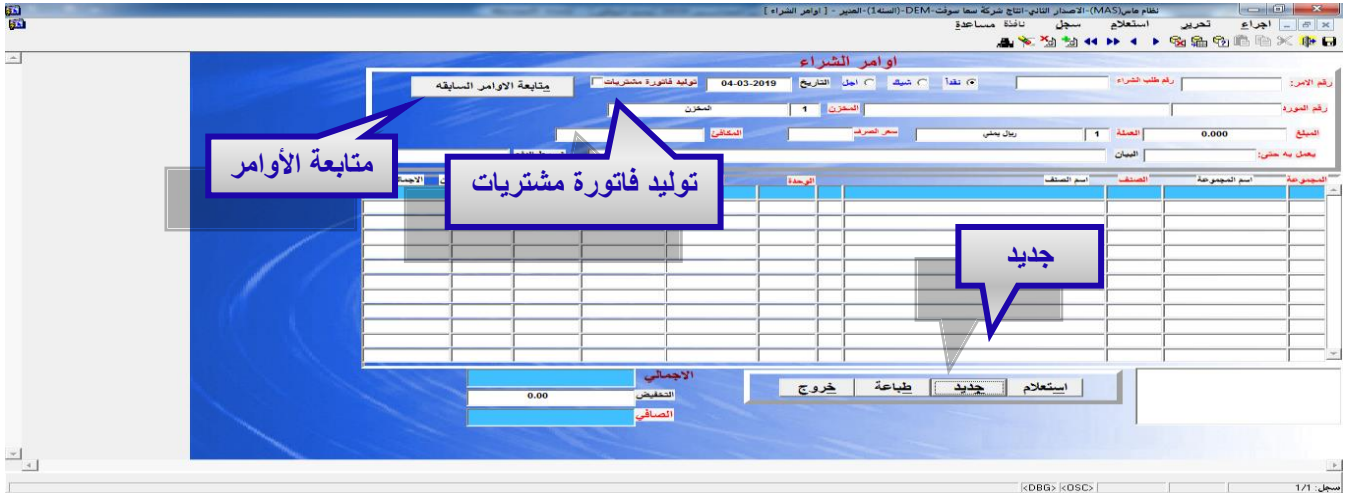 نظام ماس(MAS)-الاصدار الثاني-انتاج شركة سما سوفت-DEM-(السنه1)-المدير - [ اوامر الشراء ]
اجراء تحرير استعلام سجل نافذة مساعدة
اوامر الشراء
رقم الامر: رقم طلب الشراء نقداً شيك اجل التاريخ 04-03-2019 توليد فاتورة مشتريات متابعة الاوامر السابقه
رقم المورد المخزن 1 المخزن
المبلغ 0.000 العملة 1 ريال يمني سعر الصرف المكافئ
يعمل به حتى: البيان
متابعة الأوامر
توليد فاتورة مشتريات
المجموعة اسم المجموعة الصنف اسم الصنف الوحدة
جديد
الاجمالي
استعلام جديد طباعة خروج
التخفيض 0.00
الصافي
سجل: 1/1 <OSC> <DBG>